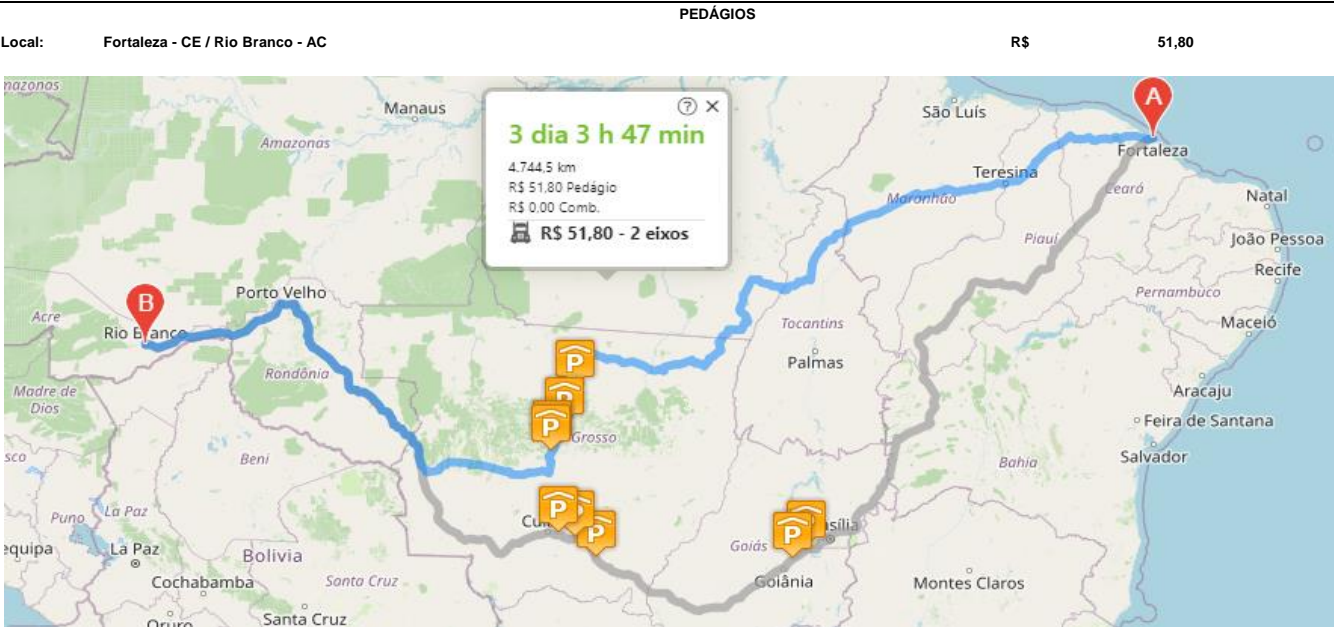 PEDÁGIOS
Local: Fortaleza - CE / Rio Branco - AC R$ 51,80
Manaus
Amazonas
São Luís
A
Fortaleza
Teresina
Maranhão
Ceará
Natal
Piauí
João Pessoa
Recife
Pernambuco
Maceió
Aracaju
Feira de Santana
Salvador
Bahia
? ×
3 dia 3 h 47 min
4.744,5 km
R$ 51,80 Pedágio
R$ 0,00 Comb.
R$ 51,80 - 2 eixos
B
Porto Velho
Acre
Rio Branco
Rondônia
Madre de
Dios
Tocantins
Palmas
P
P
P
Grosso
Beni
Puno
La Paz
La Paz
Bolivia
Cochabamba
Santa Cruz
Santa Cruz
Oruro
P
P
P
P
Goiás
Goiânia
Montes Claros